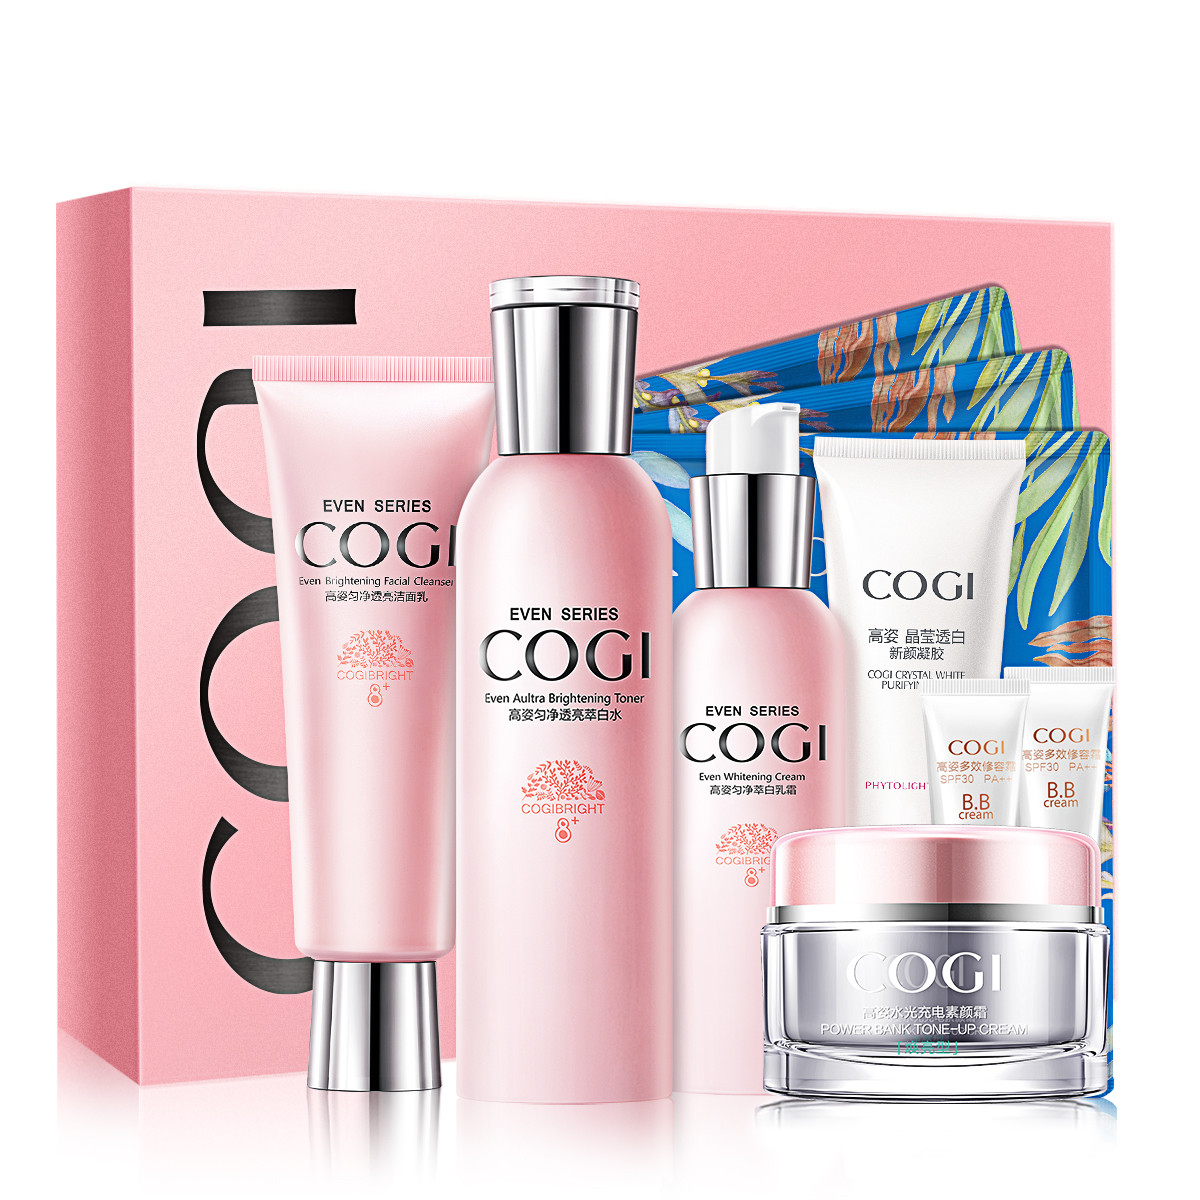 COGI
EVEN SERIES
COGI
Even Brightening Facial Cleanser
高姿匀净透亮洁面乳
COGIBRIGHT
8+
EVEN SERIES
COGI
Even Aultra Brightening Toner
高姿匀净透亮萃白水
COGIBRIGHT
8+
EVEN SERIES
COGI
Even Whitening Cream
高姿匀净萃白乳霜
COGIBRIGHT
8+
COGI
高姿 晶莹透白
新颜凝胶
COGI CRYSTAL WHITE
PHYTOLIGHT
COGI
高姿多效修容霜
SPF30 PA++
B.B
cream
COGI
高姿多效修容霜
SPF30 PA++
B.B
cream
COGI
高姿水光充电素颜霜
POWER BANK TONE-UP CREAM